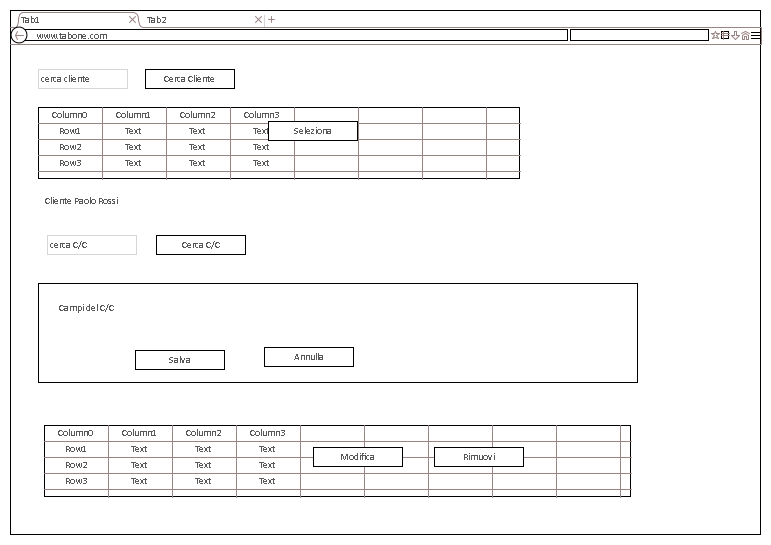 Tab1 Tab2
www.tabone.com
cerca cliente Cerca Cliente
Column0 Column1 Column2 Column3
Row1 Text Text Text Seleziona
Row2 Text Text Text
Row3 Text Text Text
Cliente Paolo Rossi
cerca C/C Cerca C/C
Campi del C/C
Salva Annulla
Column0 Column1 Column2 Column3
Row1 Text Text Text Modifica Rimuovi
Row2 Text Text Text
Row3 Text Text Text